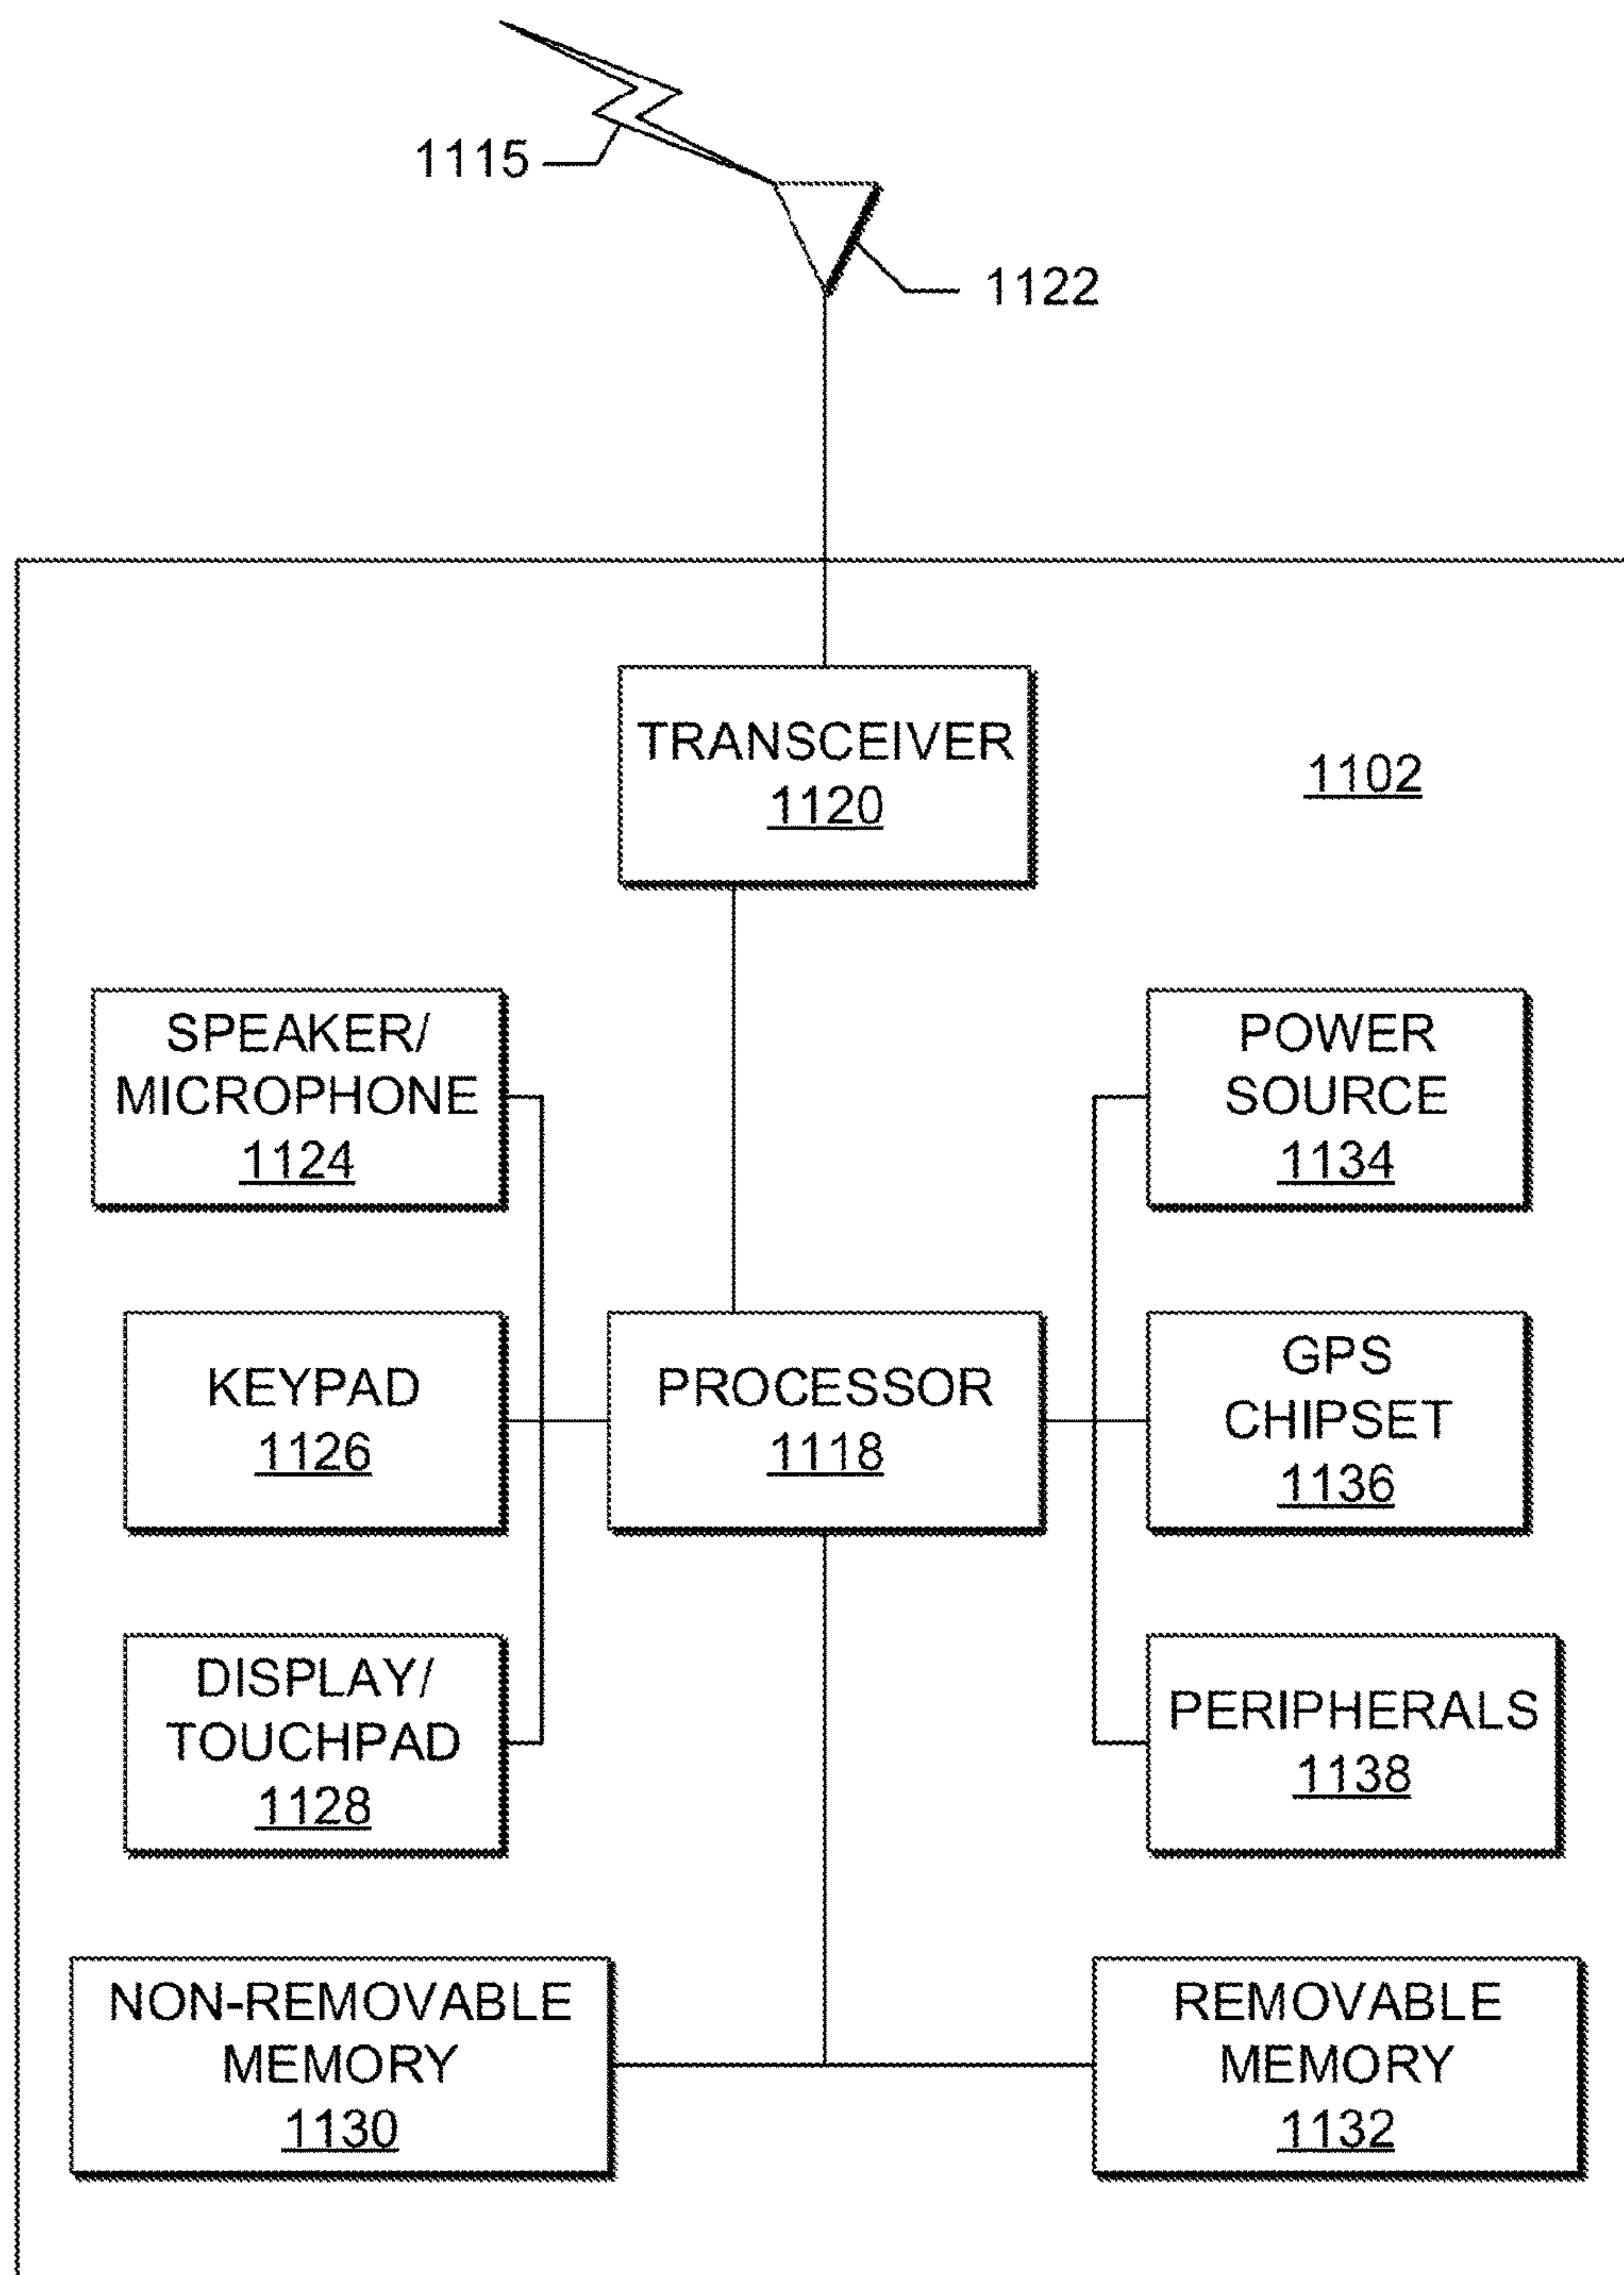 1115
1122
TRANSCEIVER
1120
1102
SPEAKER/
MICROPHONE
1124
POWER
SOURCE
1134
KEYPAD
1126
PROCESSOR
1118
GPS
CHIPSET
1136
DISPLAY/
TOUCHPAD
1128
PERIPHERALS
1138
NON-REMOVABLE
MEMORY
1130
REMOVABLE
MEMORY
1132